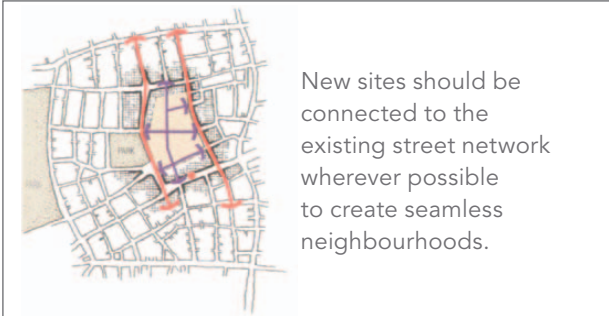 New sites should be
connected to the
existing street network
wherever possible
to create seamless
neighbourhoods.